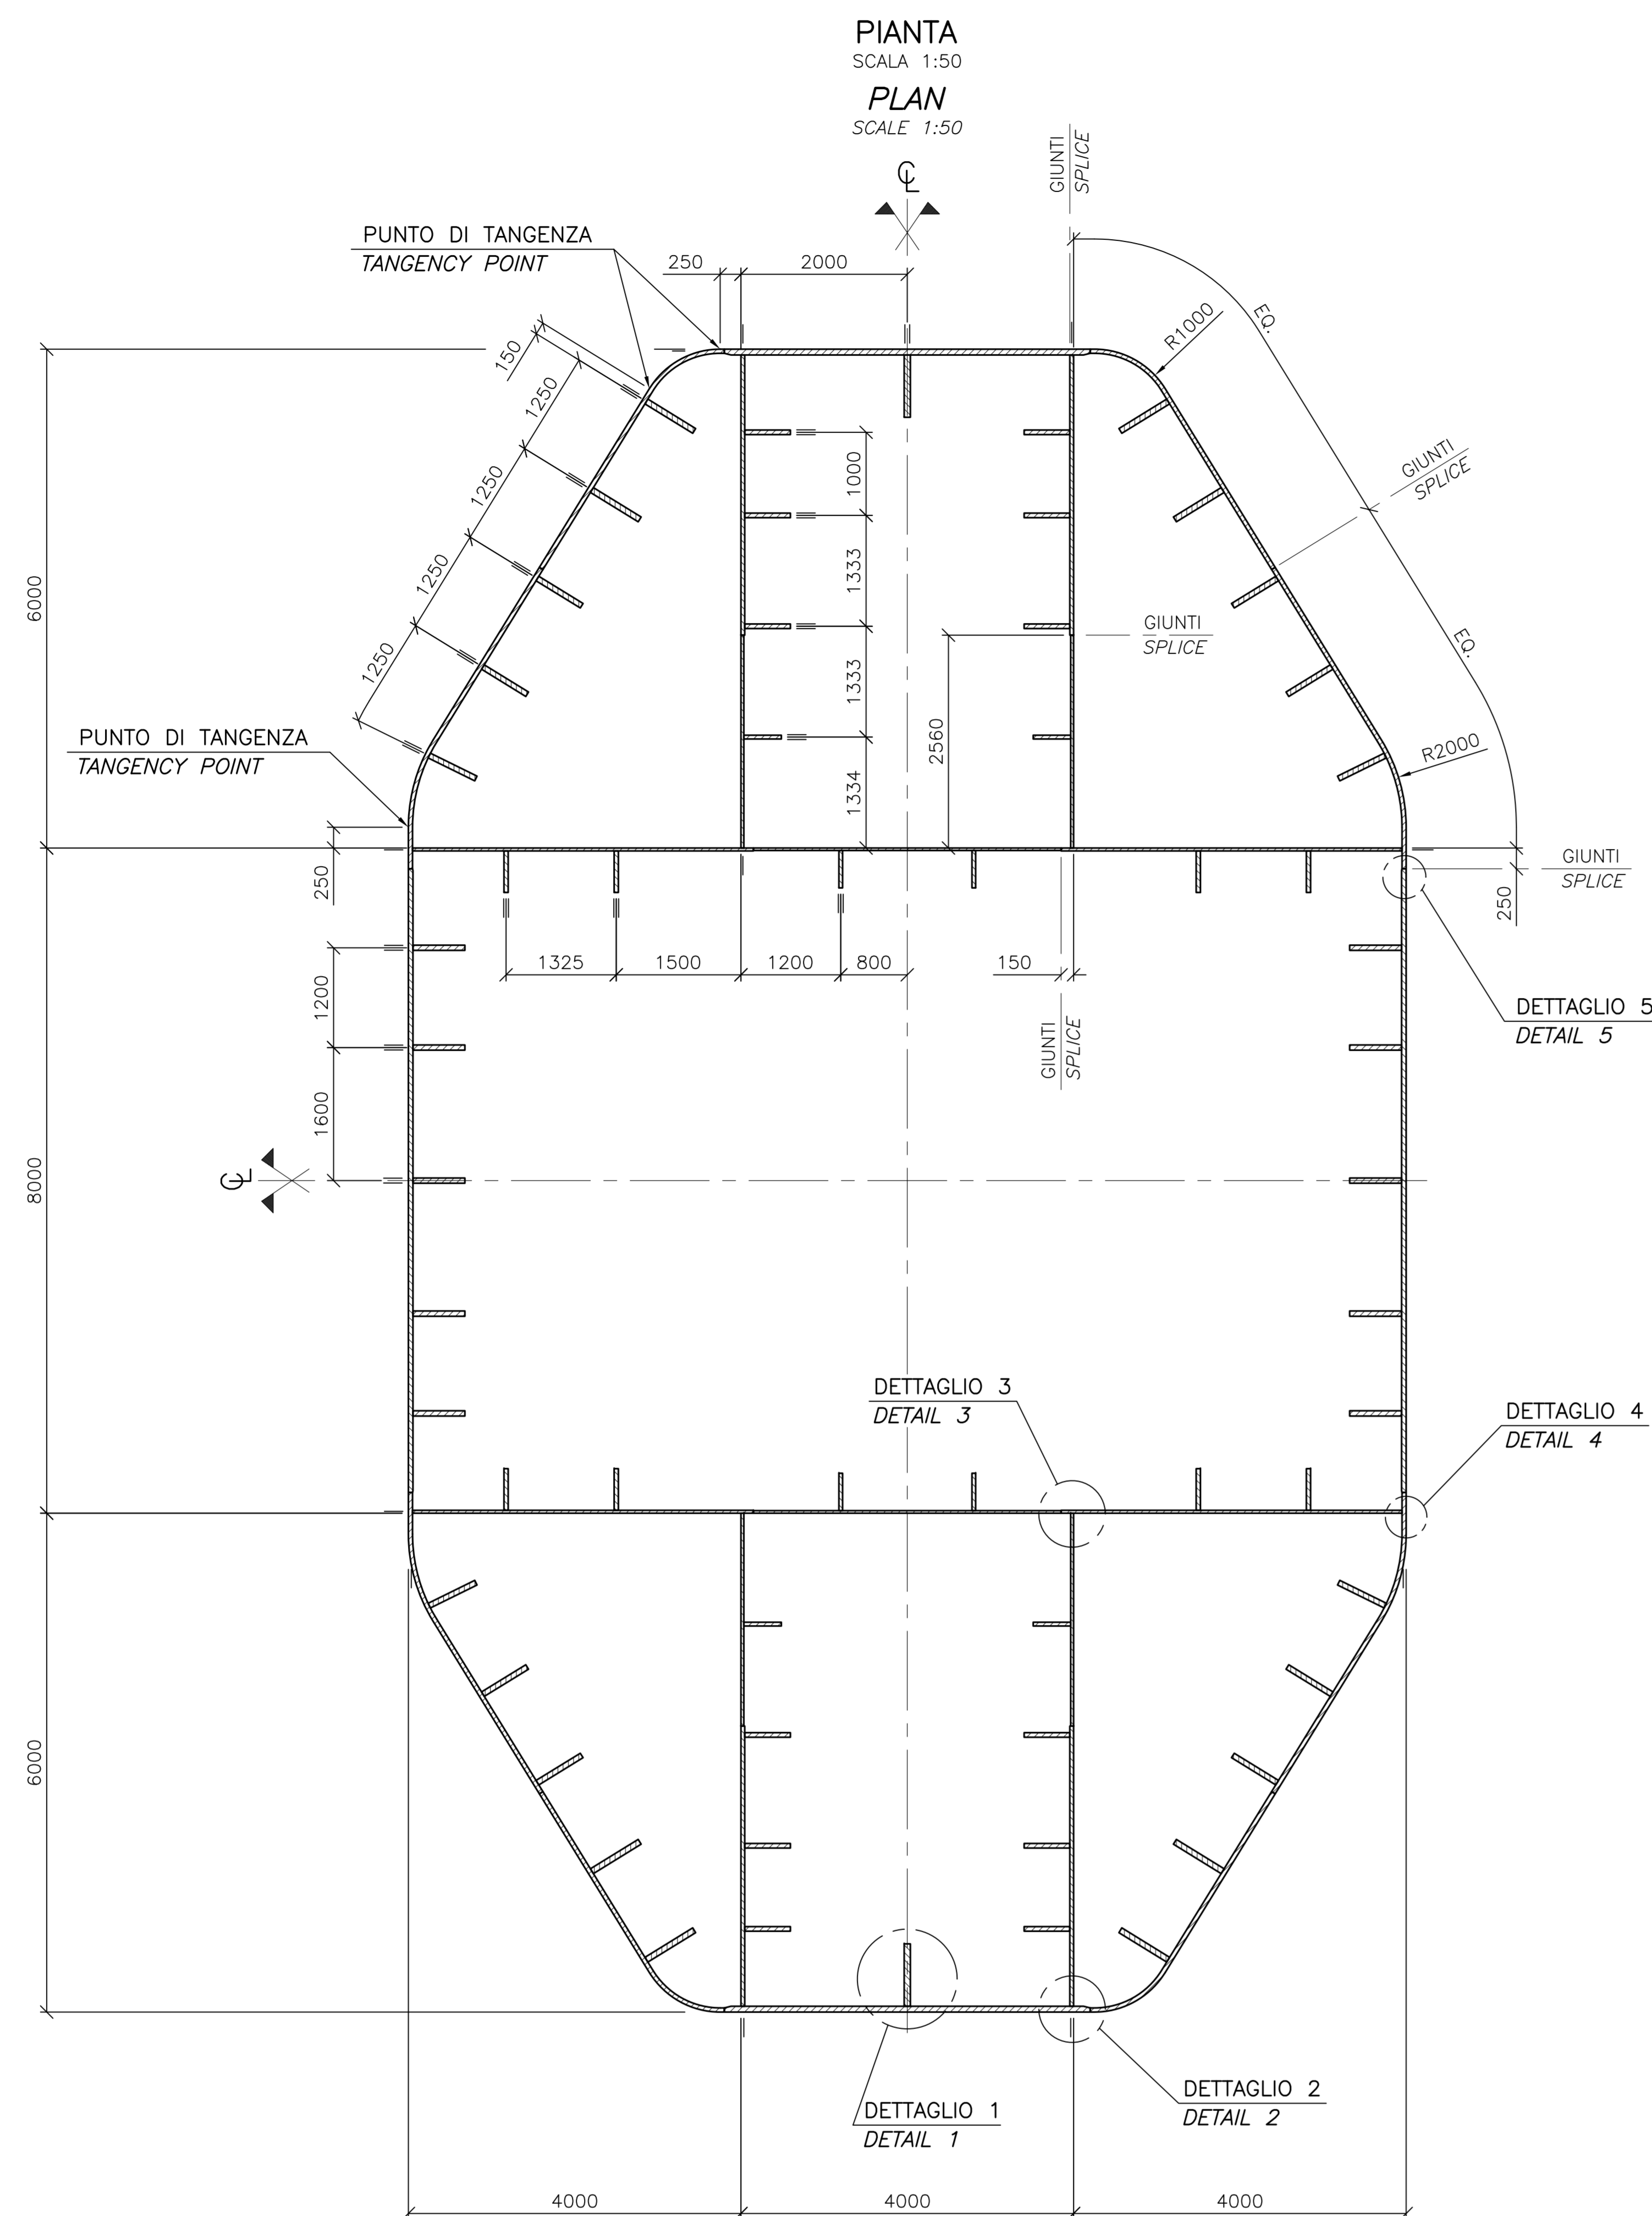 PIANTA
SCALA 1:50
PLAN
SCALE 1:50
GIUNTI
SPLICE
CL
PUNTO DI TANGENZA
TANGENCY POINT
250
2000
EQ.
R1000
150
1250
1250
1250
1250
GIUNTI
SPLICE
1000
1333
1333
1334
6000
GIUNTI
SPLICE
2560
EQ.
PUNTO DI TANGENZA
TANGENCY POINT
R2000
250
GIUNTI
SPLICE
250
1325
1500
1200
800
150
1200
1600
GIUNTI
SPLICE
DETTAGLIO 5
DETAIL 5
8000
CL
DETTAGLIO 3
DETAIL 3
DETTAGLIO 4
DETAIL 4
6000
DETTAGLIO 1
DETAIL 1
DETTAGLIO 2
DETAIL 2
4000
4000
4000